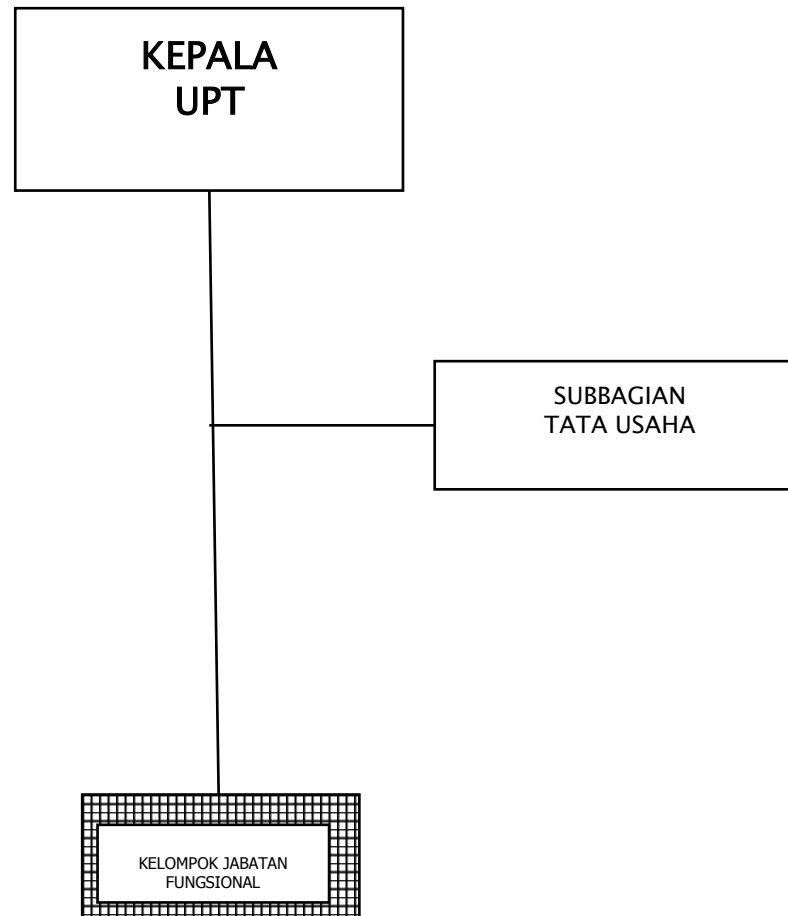 KEPALA
UPT
SUBBAGIAN
TATA USAHA
KELOMPOK JABATAN
FUNGSIONAL